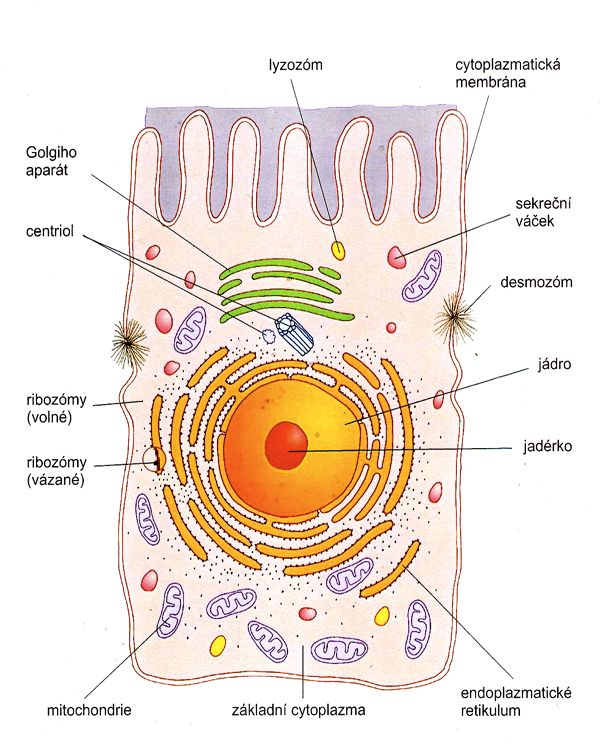 lyzozóm
cytoplazmatická
membrána
Golgiho
aparát
centriol
sekreční
váček
desmozóm
jádro
ribozómy
(volné)
jadérko
ribozómy
(vázané)
mitochondrie
základní cytoplazma
endoplazmatické
retikulum